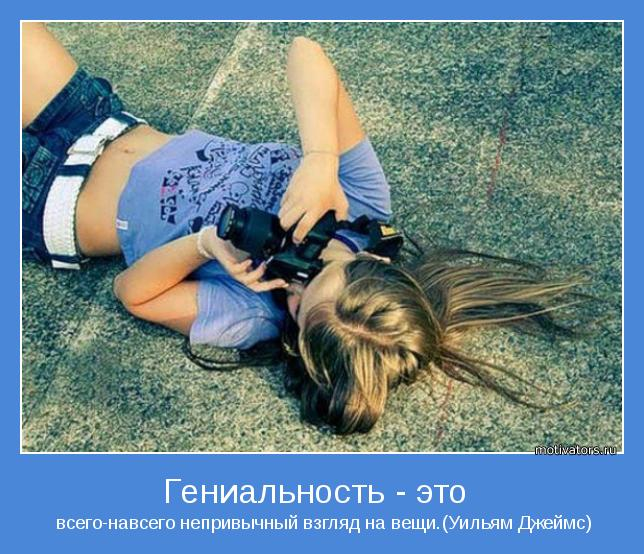 motivators.ru
Гениальность - это
всего-навсего непривычный взгляд на вещи.(Уильям Джеймс)